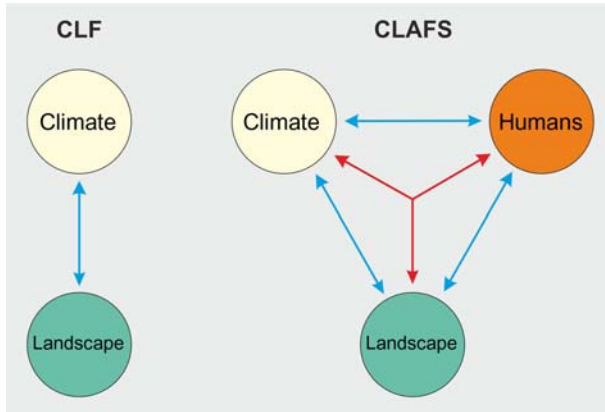 CLF
Climate
Landscape
CLAFS
Climate
Humans
Landscape